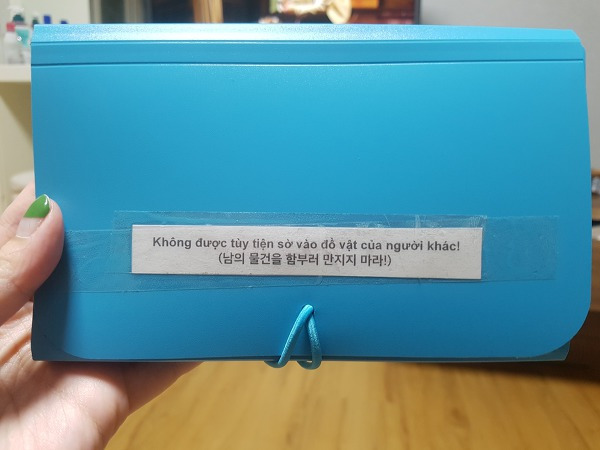 Không được tùy tiện sờ vào đồ vật của người khác!
(남의 물건을 함부러 만지지 마라!)